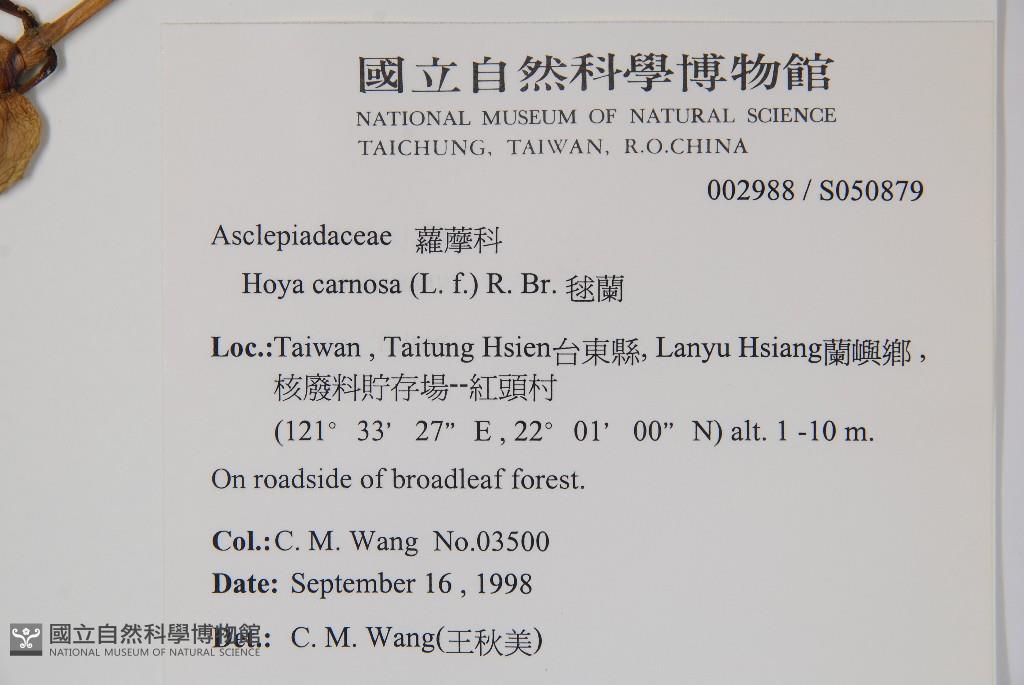 國立自然科學博物館
NATIONAL MUSEUM OF NATURAL SCIENCE
TAICHUNG, TAIWAN, R.O.CHINA
002988 / S050879
Asclepiadaceae 蘿藦科
Hoya carnosa (L. f.) R. Br. 毬蘭
Loc.:Taiwan , Taitung Hsien台東縣, Lanyu Hsiang蘭嶼鄉 ,
核廢料貯存場--紅頭村
(121° 33’ 27” E , 22° 01’ 00” N) alt. 1 -10 m.
On roadside of broadleaf forest.
Col.:C. M. Wang No.03500
Date: September 16 , 1998
Det.: C. M. Wang(王秋美)
國立自然科學博物館
NATIONAL MUSEUM OF NATURAL SCIENCE